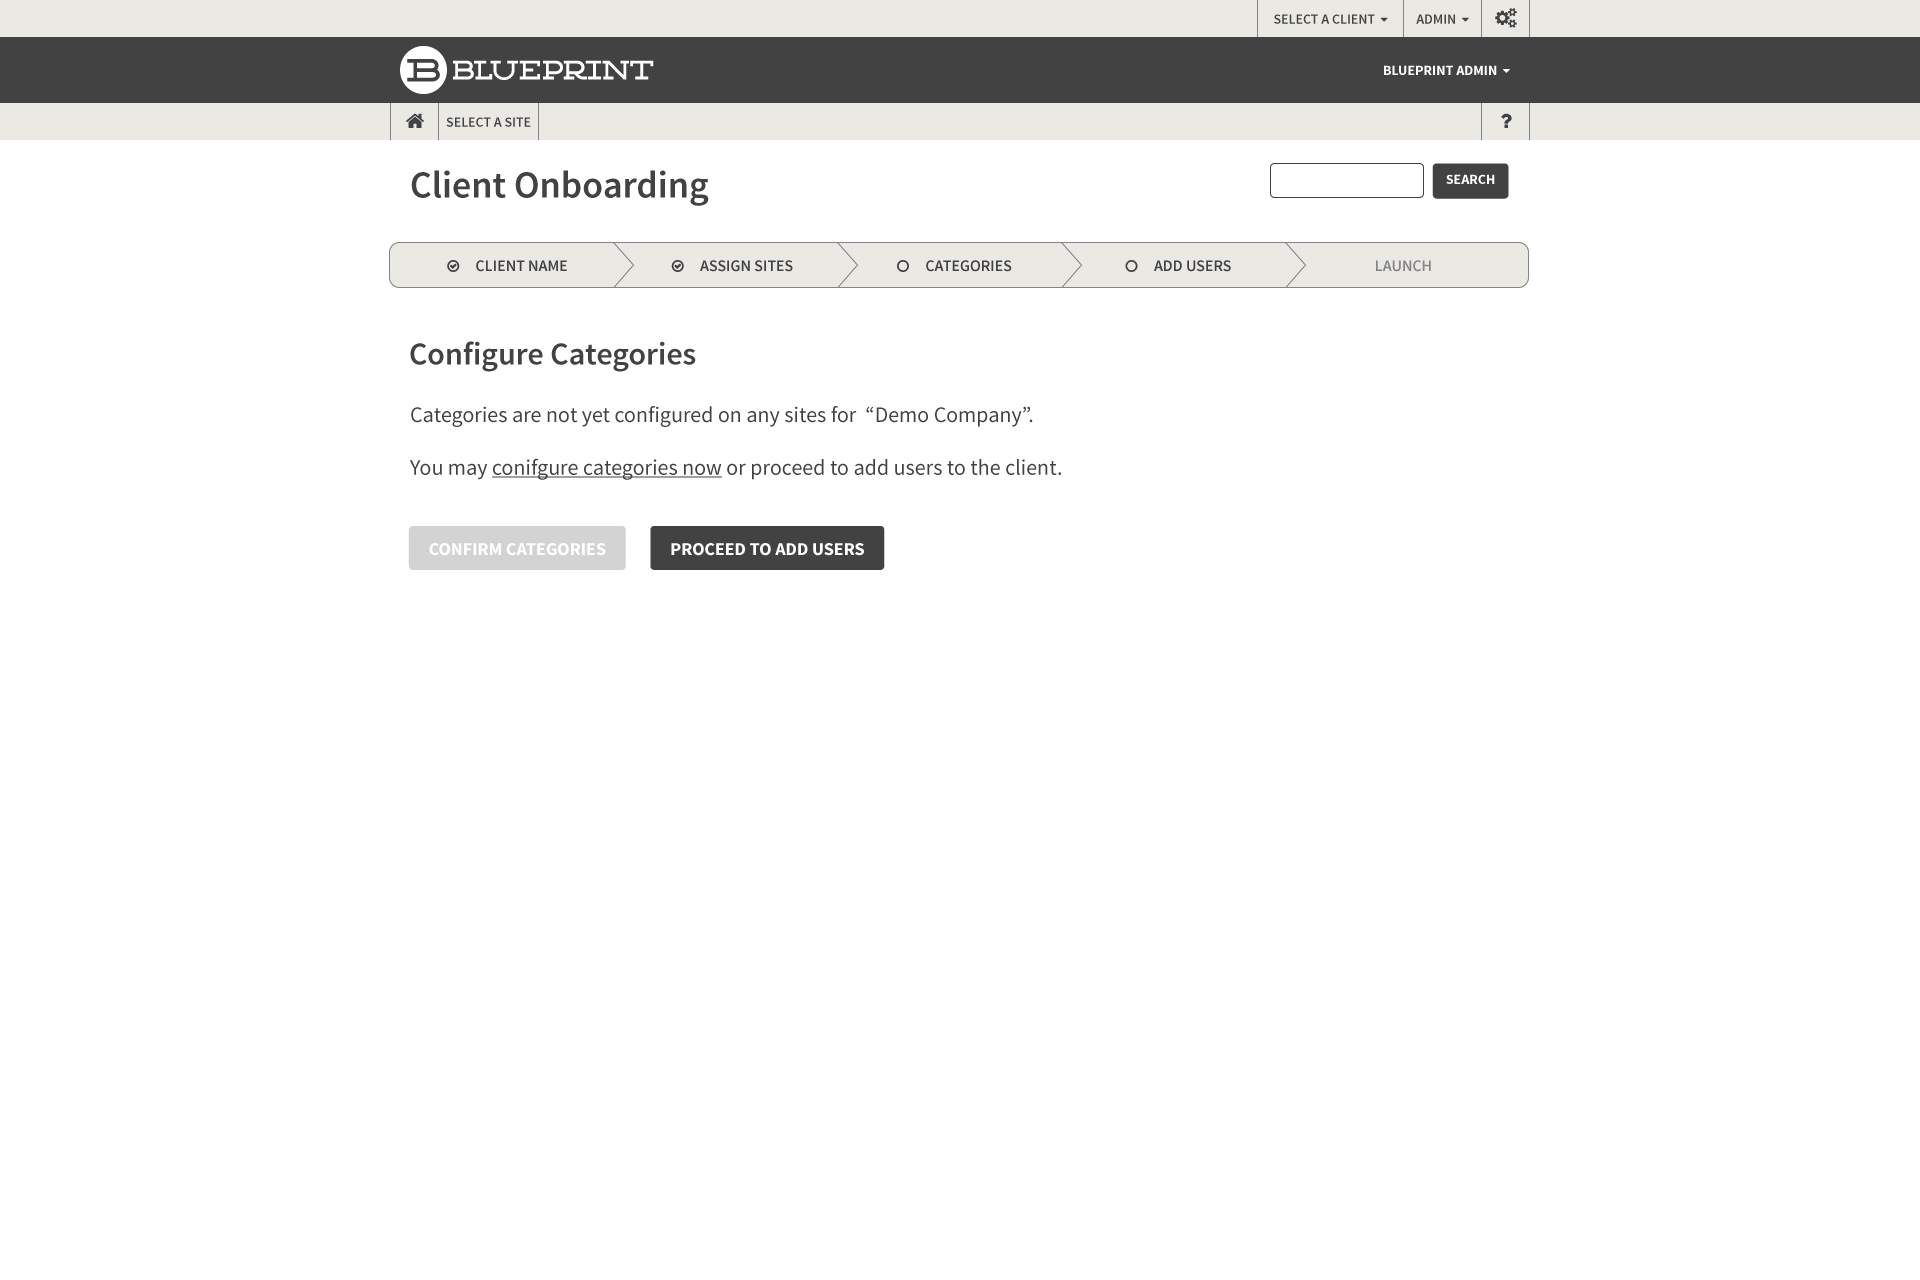 SELECT A CLIENT
ADMIN
BLUEPRINT
BLUEPRINT ADMIN
SELECT A SITE
?
Client Onboarding
SEARCH
CLIENT NAME
ASSIGN SITES
CATEGORIES
ADD USERS
LAUNCH
Configure Categories
Categories are not yet configured on any sites for “Demo Company”.
You may conifgure categories now or proceed to add users to the client.
CONFIRM CATEGORIES
PROCEED TO ADD USERS